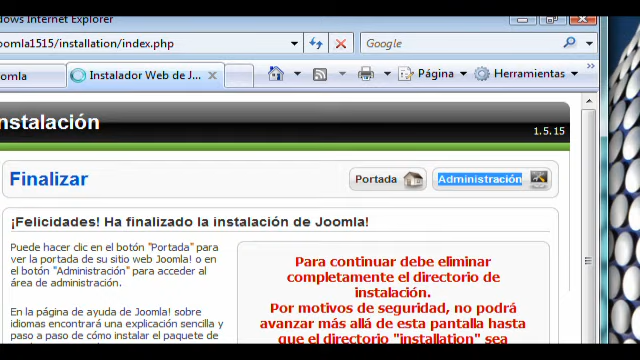 ndows Internet Explorer
oomla1515/installation/index.php
Google
omla
Instalador Web de J...
Página
Herramientas
nstalación
1.5.15
Finalizar
Portada
Administración
¡Felicidades! Ha finalizado la instalación de Joomla!
Puede hacer clic en el botón "Portada" para
ver la portada de su sitio web Joomla! o en
el botón "Administración" para acceder al
área de administración.
En la página de ayuda de Joomla! sobre
idiomas encontrará una explicación sencilla y
paso a paso de cómo instalar el paquete de
Para continuar debe eliminar
completamente el directorio de
instalación.
Por motivos de seguridad, no podrá
avanzar más allá de esta pantalla hasta
que el directorio "installation" sea